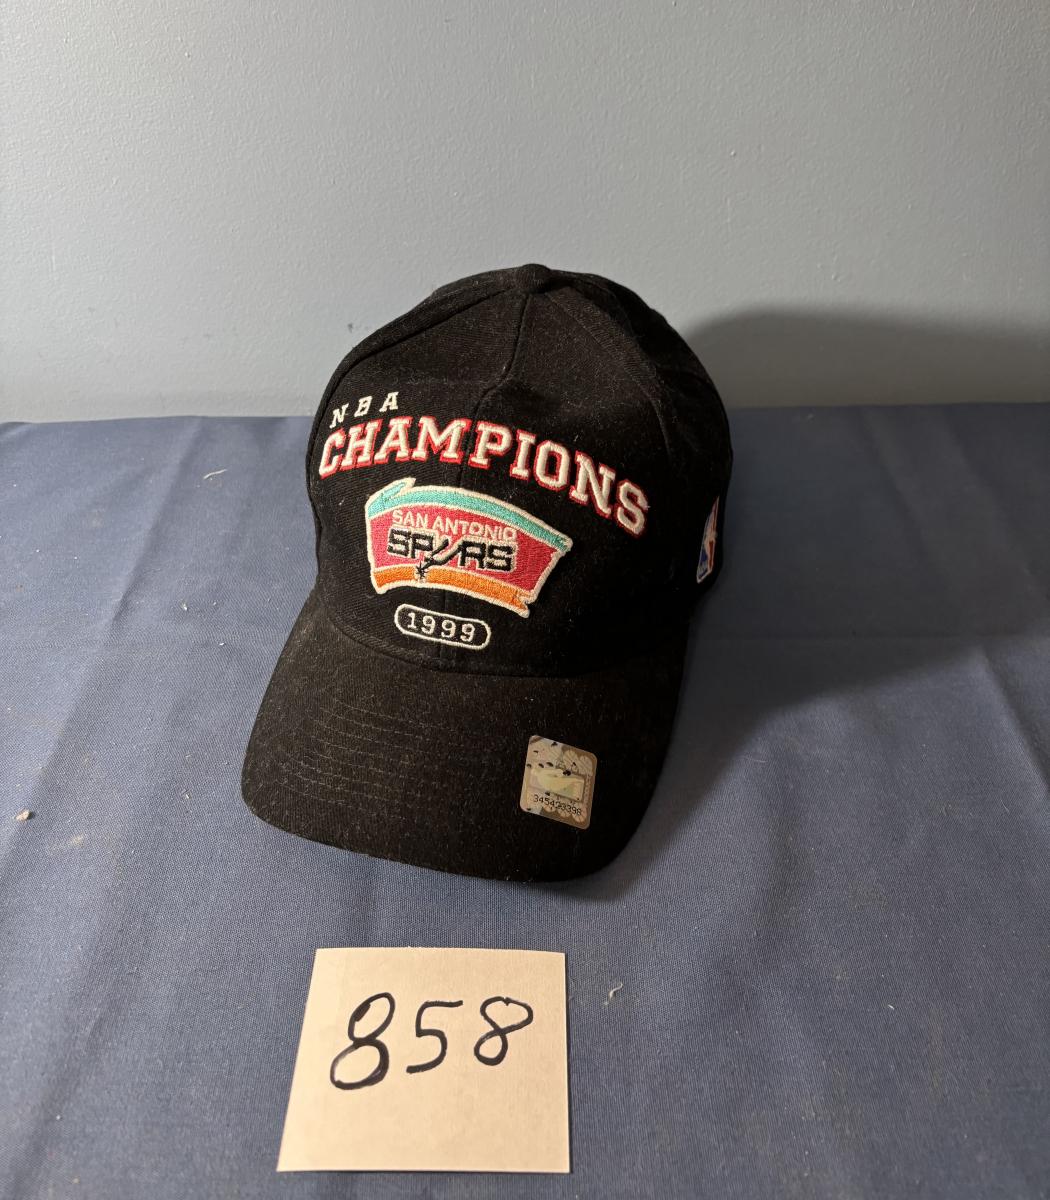 NBA
CHAMPIONS
SAN ANTONIO
SPURS
1999
858